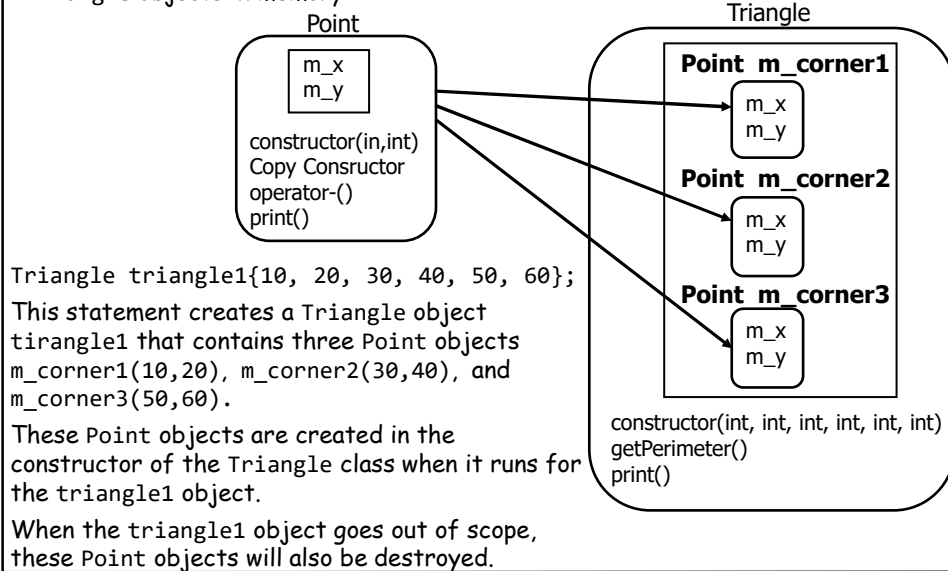 Point
m_x
m_y
constructor(in,int)
Copy Consructor
operator-()
print()
Triangle
Point m_corner1
m_x
m_y
Point m_corner2
m_x
m_y
Point m_corner3
m_x
m_y
constructor(int, int, int, int, int, int)
getPerimeter()
print()
Triangle triangle1{10, 20, 30, 40, 50, 60};
This statement creates a Triangle object
tirangle1 that contains three Point objects
m_corner1(10,20), m_corner2(30,40), and
m_corner3(50,60).
These Point objects are created in the
constructor of the Triangle class when it runs for
the triangle1 object.
When the triangle1 object goes out of scope,
these Point objects will also be destroyed.